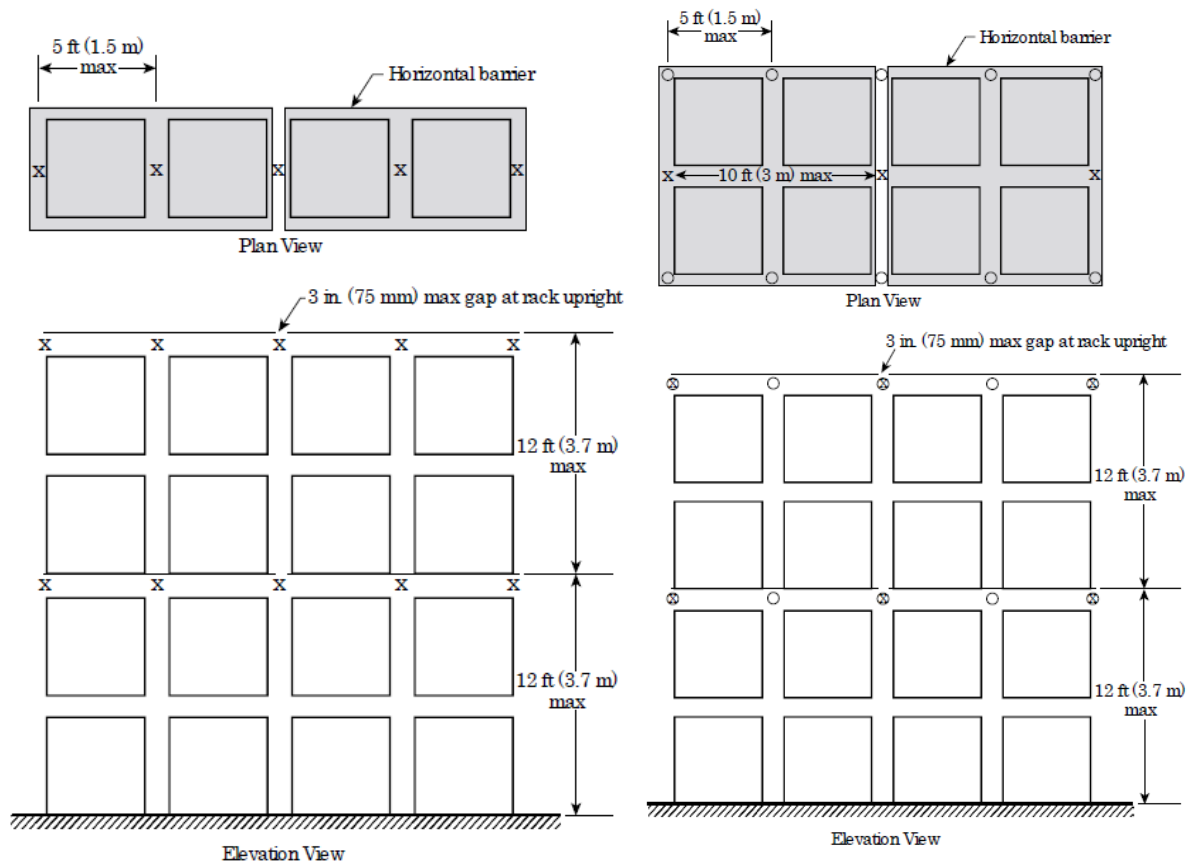 5 ft (1.5 m)
max
Horizontal barrier
x
x
x
x
x
Plan View
3 in. (75 mm) max gap at rack upright
x
x
x
x
x
12 ft (3.7 m)
max
x
x
x
x
x
12 ft (3.7 m)
max
Elevation View
5 ft (1.5 m)
max
Horizontal barrier
x
10 ft (3 m) max
x
x
Plan View
3 in. (75 mm) max gap at rack upright
x
x
x
12 ft (3.7 m)
max
x
x
x
12 ft (3.7 m)
max
Elevation View